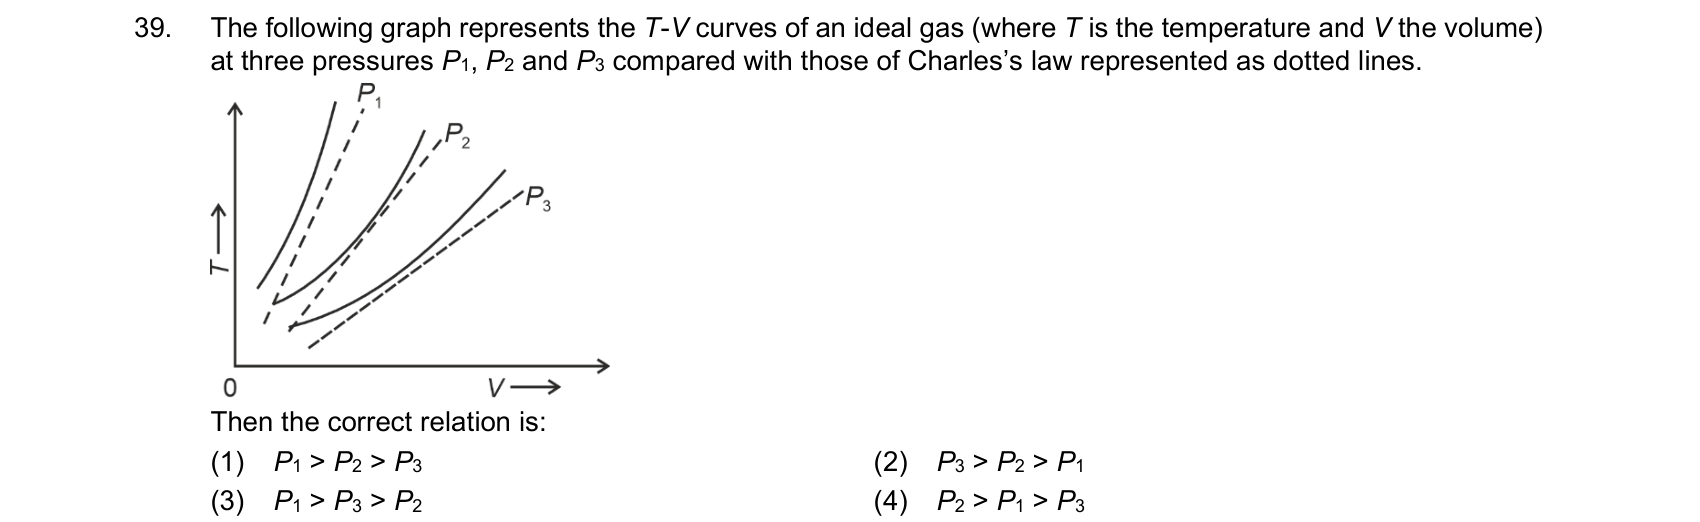 39. The following graph represents the T-V curves of an ideal gas (where T is the temperature and V the volume)
at three pressures P₁, P₂ and P₃ compared with those of Charles’s law represented as dotted lines.
P₁
P₂
P₃
T
0
V
Then the correct relation is:
(1) P₁ > P₂ > P₃ (2) P₃ > P₂ > P₁
(3) P₁ > P₃ > P₂ (4) P₂ > P₁ > P₃